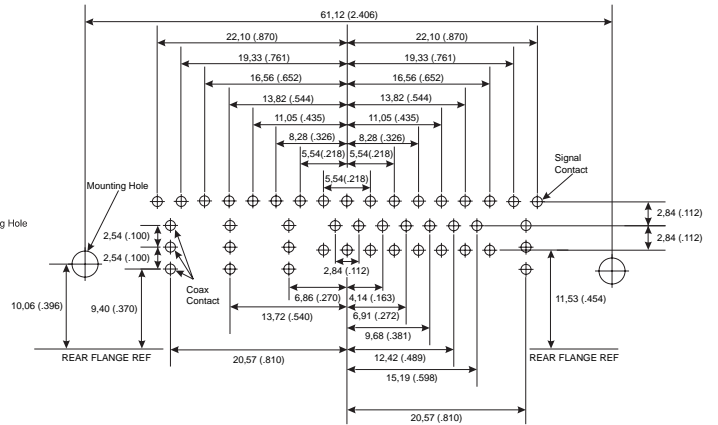 61,12 (2.406)
22,10 (.870) 22,10 (.870)
19,33 (.761) 19,33 (.761)
16,56 (.652) 16,56 (.652)
13,82 (.544) 13,82 (.544)
11,05 (.435) 11,05 (.435)
8,28 (.326) 8,28 (.326)
5,54(.218) 5,54(.218)
5,54(.218)
Signal
Contact
Mounting Hole
g Hole
2,84 (.112)
2,54 (.100)
2,84 (.112)
2,54 (.100)
2,84 (.112)
Coax
Contact
10,06 (.396)
9,40 (.370)
11,53 (.454)
6,86 (.270) 4,14 (.163)
13,72 (.540) 6,91 (.272)
9,68 (.381)
REAR FLANGE REF REAR FLANGE REF
20,57 (.810) 12,42 (.489)
15,19 (.598)
20,57 (.810)